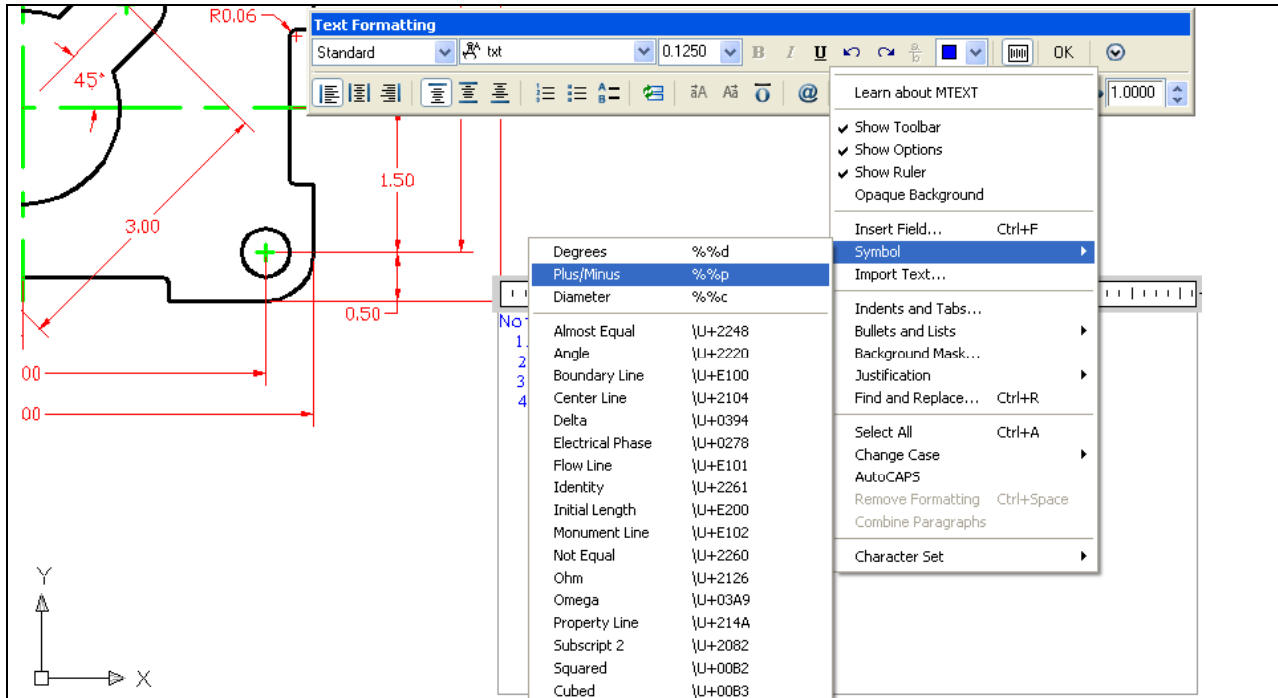 R0.06
Text Formatting
Standard
txt
0.1250
B I U
OK
45°
@
1.0000
Learn about MTEXT
Show Toolbar
Show Options
Show Ruler
Opaque Background
Insert Field... Ctrl+F
Symbol
Import Text...
Indents and Tabs...
Bullets and Lists
Background Mask...
Justification
Find and Replace... Ctrl+R
Select All Ctrl+A
Change Case
AutoCAPS
Remove Formatting Ctrl+Space
Combine Paragraphs
Character Set
Degrees %%d
Plus/Minus %%p
Diameter %%c
Almost Equal \U+2248
Angle \U+2220
Boundary Line \U+E100
Center Line \U+2104
Delta \U+0394
Electrical Phase \U+0278
Flow Line \U+E101
Identity \U+2261
Initial Length \U+E200
Monument Line \U+E102
Not Equal \U+2260
Ohm \U+2126
Omega \U+03A9
Property Line \U+214A
Subscript 2 \U+2082
Squared \U+00B2
Cubed \U+00B3
1.50
3.00
0.50
No
1.
2
3
4
00
00
Y
X